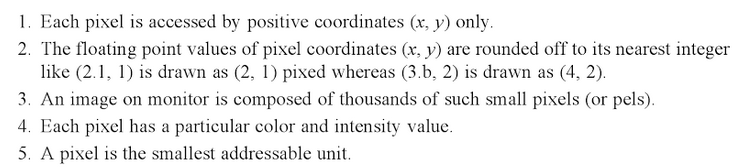 1. Each pixel is accessed by positive coordinates (x, y) only.
2. The floating point values of pixel coordinates (x, y) are rounded off to its nearest integer
like (2.1, 1) is drawn as (2, 1) pixed whereas (3.b, 2) is drawn as (4, 2).
3. An image on monitor is composed of thousands of such small pixels (or pels).
4. Each pixel has a particular color and intensity value.
5. A pixel is the smallest addressable unit.